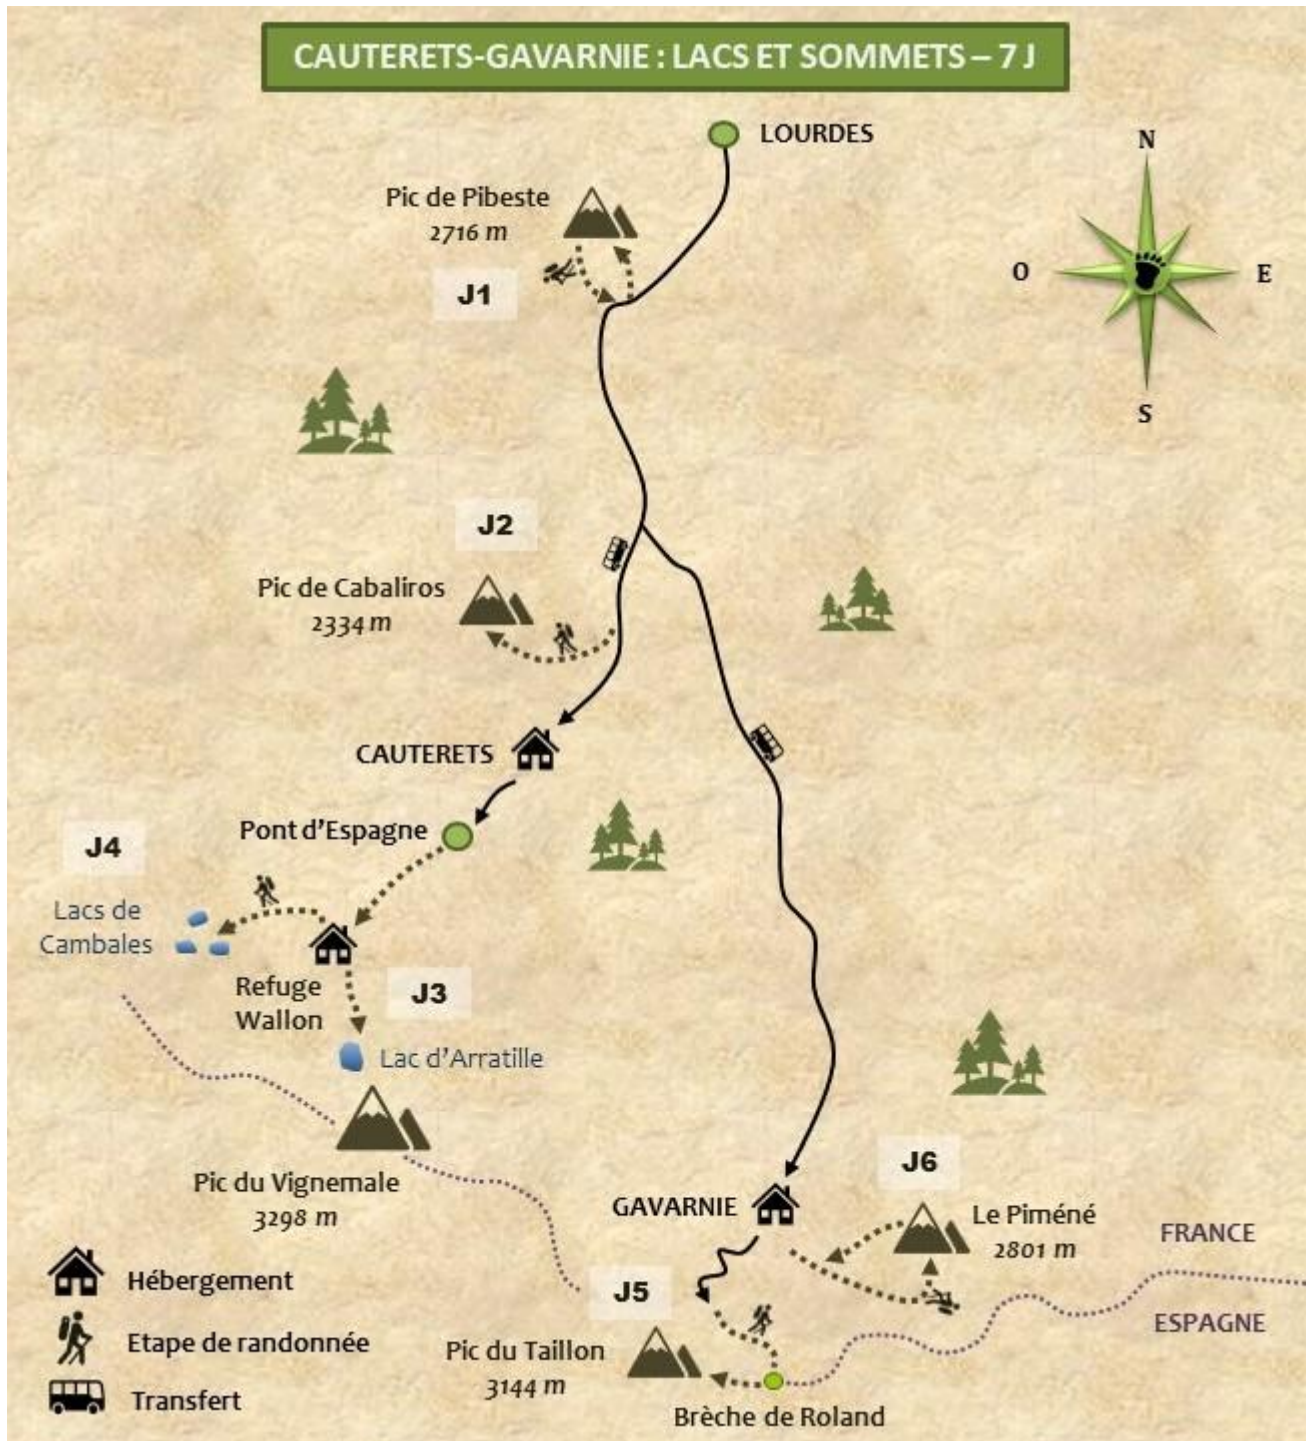 CAUTERETS-GAVARNIE : LACS ET SOMMETS – 7 J
LOURDES
N
O
E
S
Pic de Pibeste
2716 m
J1
J2
Pic de Cabaliros
2334 m
CAUTERETS
Pont d'Espagne
J4
Lacs de
Cambales
Refuge
Wallon
J3
Lac d'Arratille
Pic du Vignemale
3298 m
GAVARNIE
J6
Le Piméné
2801 m
FRANCE
ESPAGNE
J5
Pic du Taillon
3144 m
Brèche de Roland
Hébergement
Etape de randonnée
Transfert